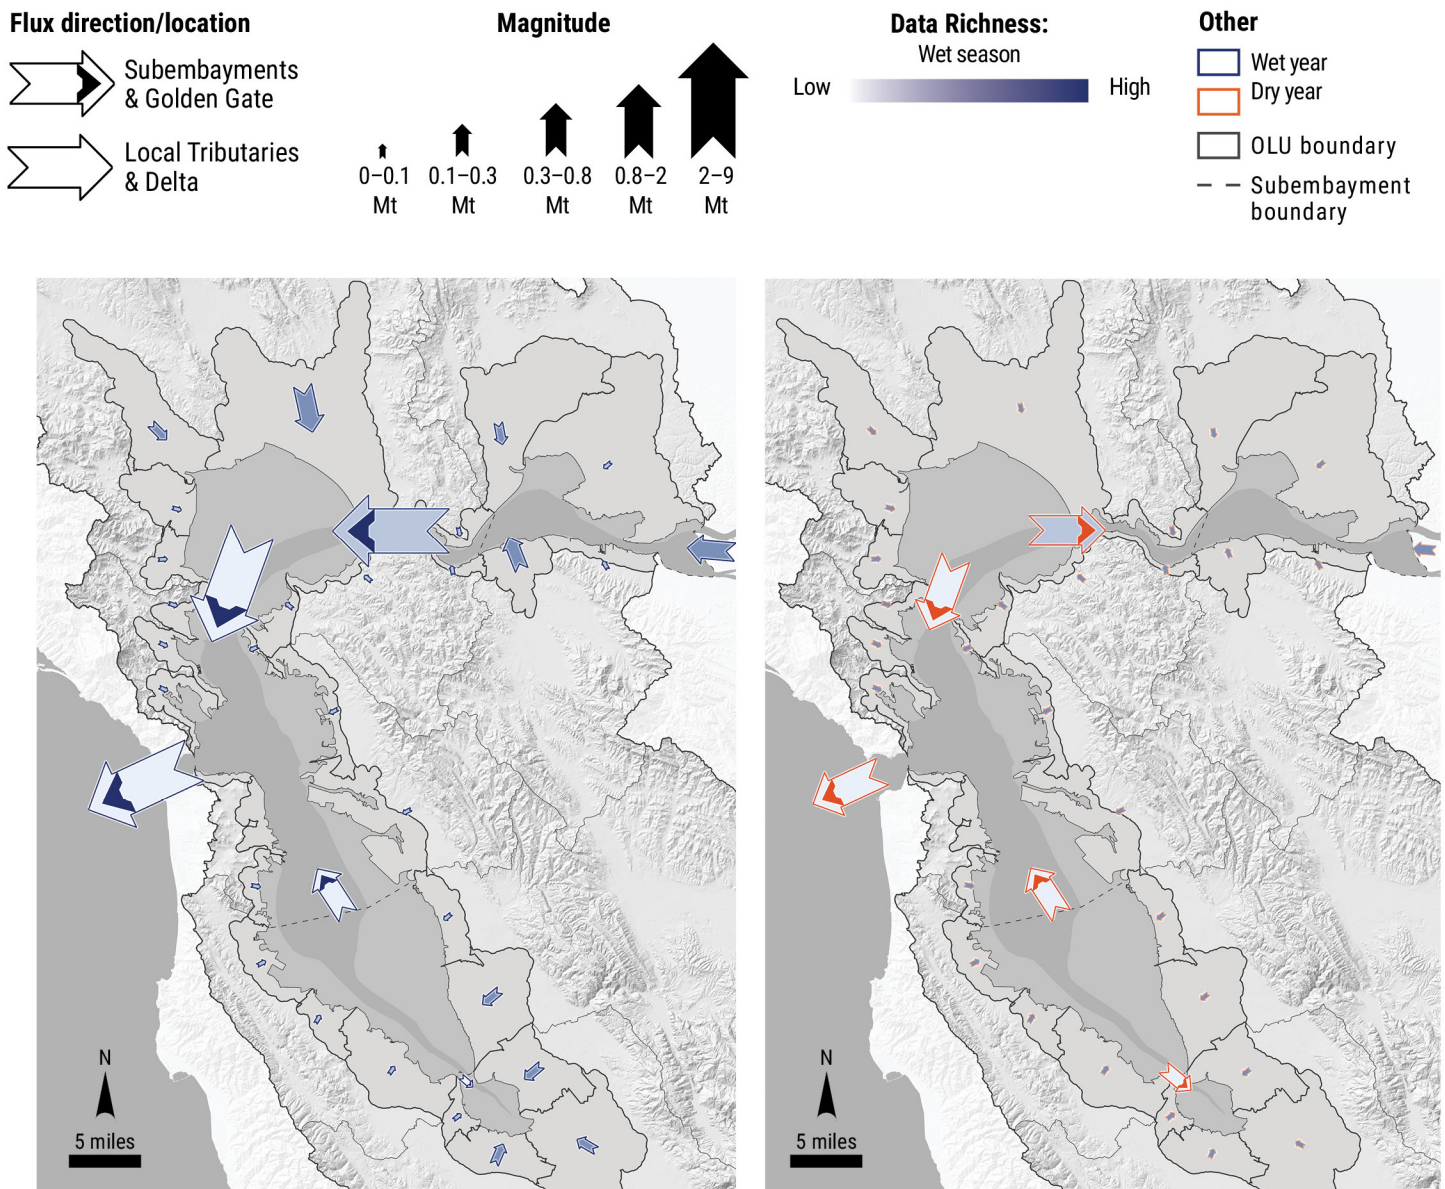 Flux direction/location
Subembayments
& Golden Gate
Local Tributaries
& Delta
Magnitude
0–0.1
Mt
0.1–0.3
Mt
0.3–0.8
Mt
0.8–2
Mt
2–9
Mt
Data Richness:
Wet season
Low
High
Other
Wet year
Dry year
OLU boundary
Subembayment
boundary
N
5 miles
N
5 miles